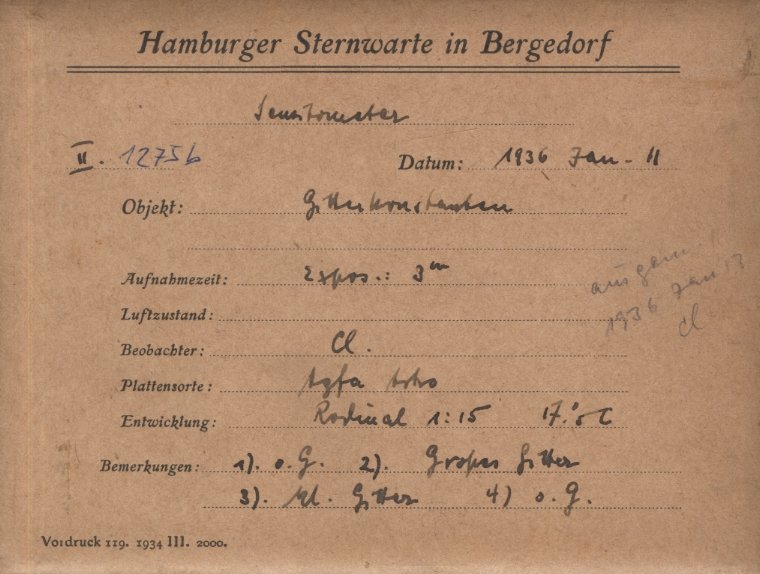 Hamburger Sternwarte in Bergedorf
Sensitometer
II. 12756
Datum: 1936 Jan. 11
Objekt: Gitterkonstanten
Aufnahmezeit: Expos.: 3m
Luftzustand:
Beobachter: Cl.
Plattensorte: Agfa Astro
Entwicklung: Rodinal 1:15 17.°5 C
Bemerkungen: 1). o.G. 2). Großes Gitter
3). Kl. Gitter 4) o.G.
ausgem.
1936 Jan
Cl
Vordruck 119. 1934 III. 2000.